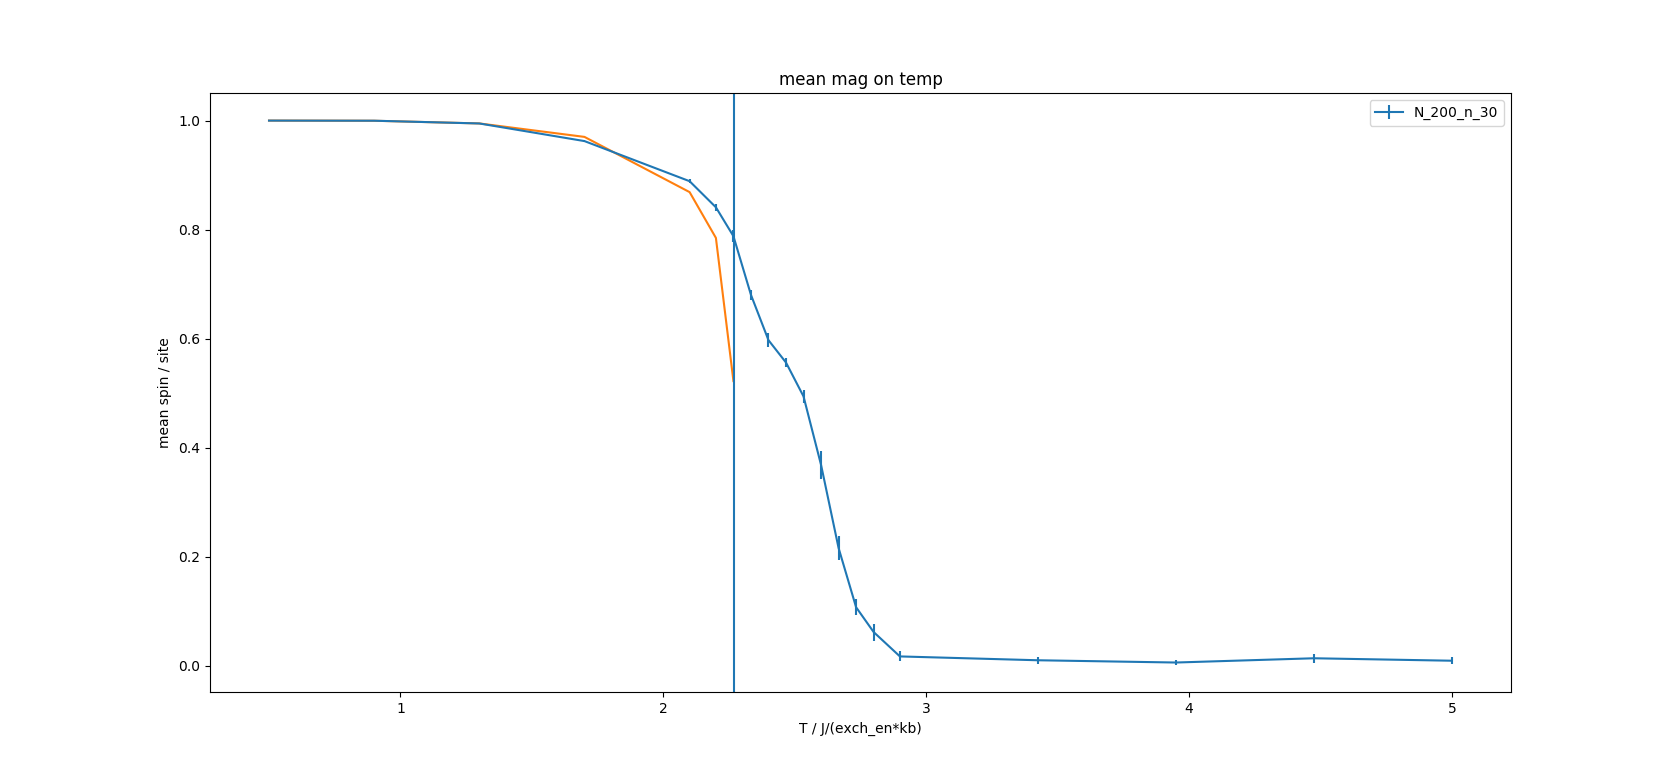 mean mag on temp
N_200_n_30
1.0
0.8
0.6
0.4
0.2
0.0
mean spin / site
1 2 3 4 5
T / J/(exch_en*kb)